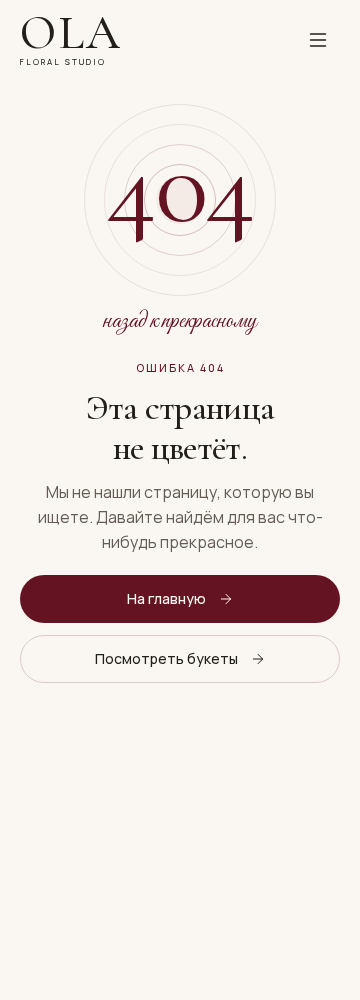 OLA
FLORAL STUDIO
404
назад к прекрасному
ОШИБКА 404
Эта страница
не цветёт.
Мы не нашли страницу, которую вы
ищете. Давайте найдём для вас что-
нибудь прекрасное.
На главную →
Посмотреть букеты →